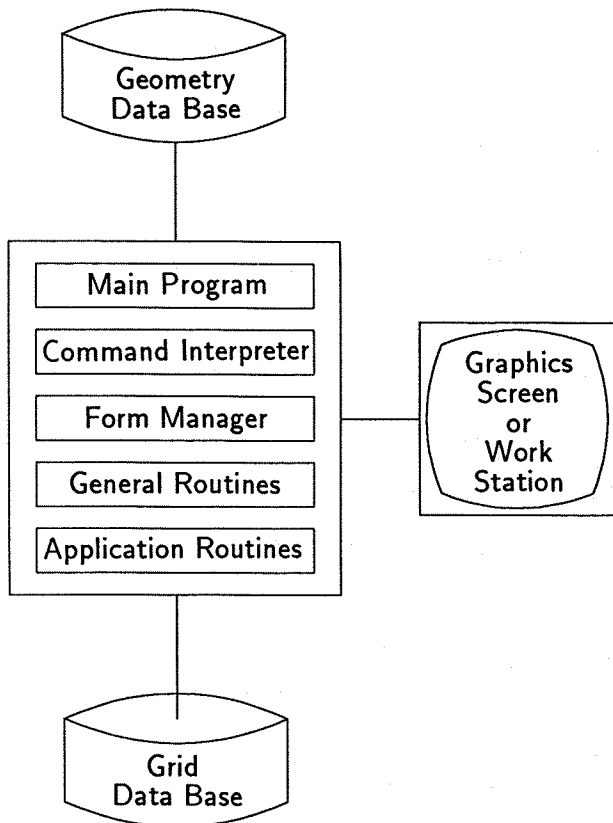 Geometry
Data Base
Main Program
Command Interpreter
Form Manager
General Routines
Application Routines
Graphics
Screen
or
Work
Station
Grid
Data Base